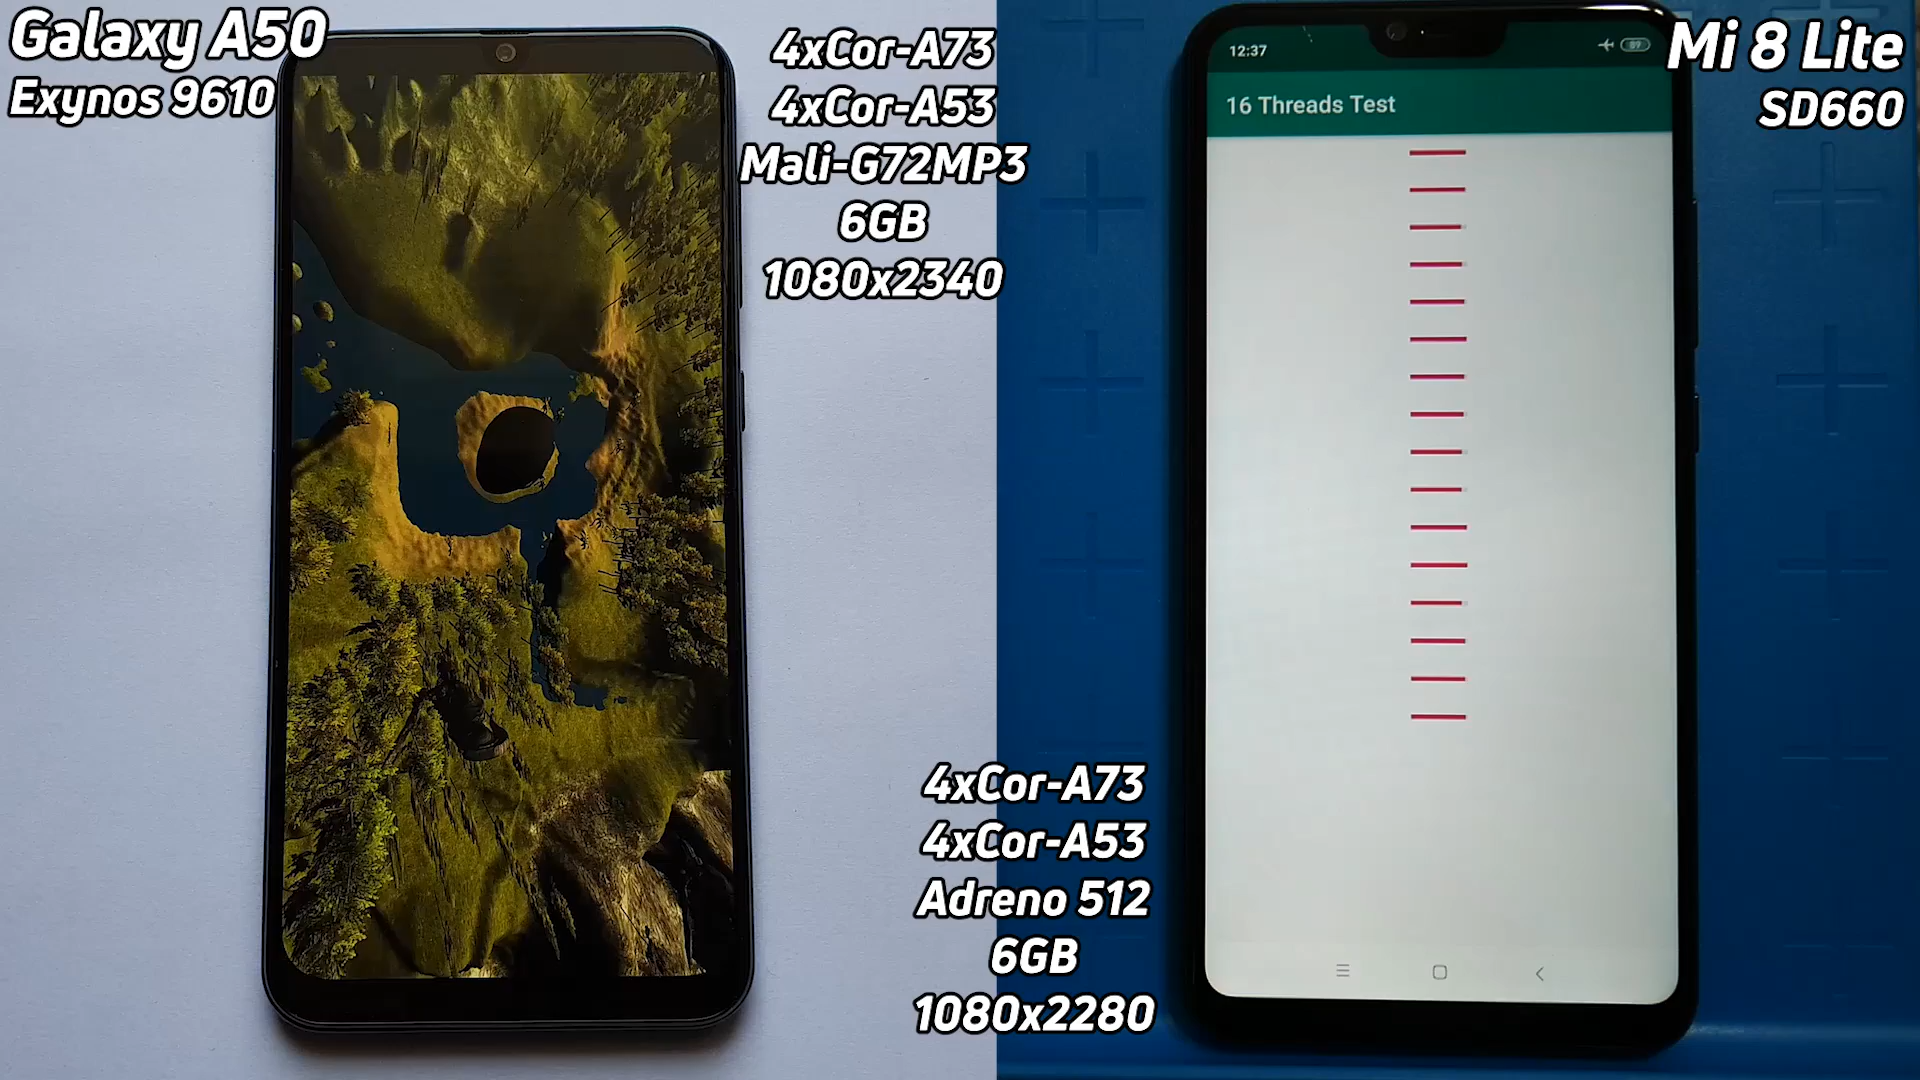 Galaxy A50
Exynos 9610
4xCor-A73
4xCor-A53
Mali-G72MP3
6GB
1080x2340
Mi 8 Lite
SD660
12:37
89
16 Threads Test
4xCor-A73
4xCor-A53
Adreno 512
6GB
1080x2280